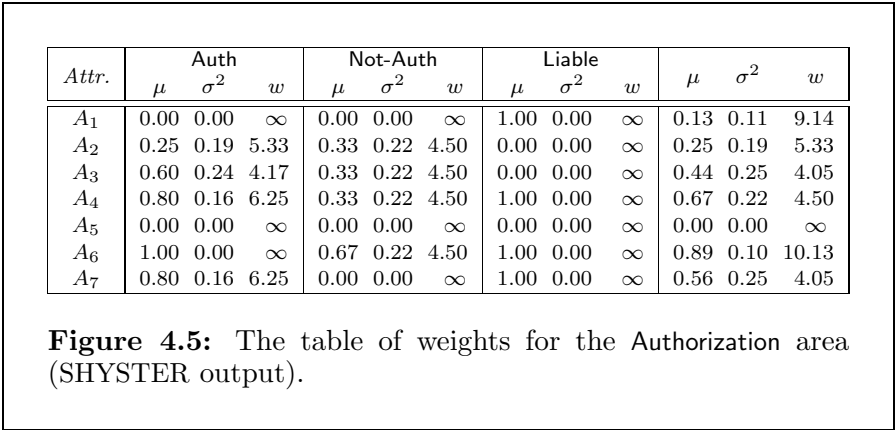 Attr. Auth Not-Auth Liable μ σ² w
μ σ² w μ σ² w μ σ² w
A₁ 0.00 0.00 ∞ 0.00 0.00 ∞ 1.00 0.00 ∞ 0.13 0.11 9.14
A₂ 0.25 0.19 5.33 0.33 0.22 4.50 0.00 0.00 ∞ 0.25 0.19 5.33
A₃ 0.60 0.24 4.17 0.33 0.22 4.50 0.00 0.00 ∞ 0.44 0.25 4.05
A₄ 0.80 0.16 6.25 0.33 0.22 4.50 1.00 0.00 ∞ 0.67 0.22 4.50
A₅ 0.00 0.00 ∞ 0.00 0.00 ∞ 0.00 0.00 ∞ 0.00 0.00 ∞
A₆ 1.00 0.00 ∞ 0.67 0.22 4.50 1.00 0.00 ∞ 0.89 0.10 10.13
A₇ 0.80 0.16 6.25 0.00 0.00 ∞ 1.00 0.00 ∞ 0.56 0.25 4.05
Figure 4.5: The table of weights for the Authorization area
(SHYSTER output).